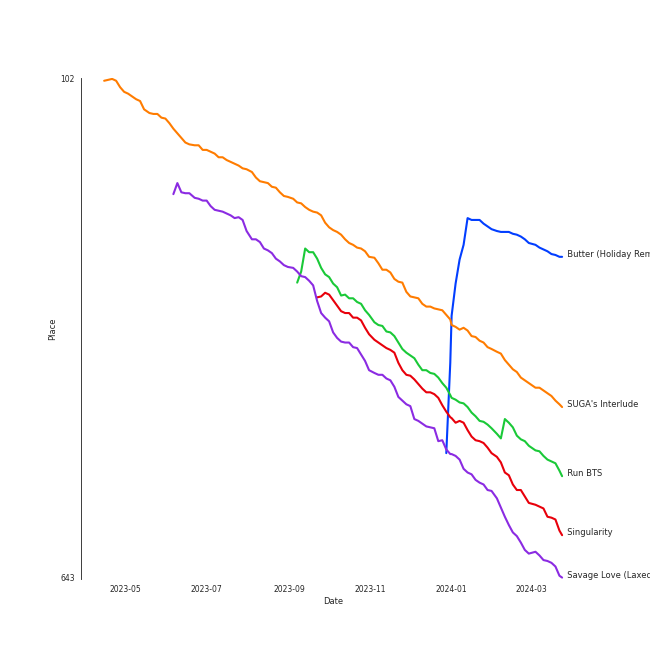 102
Butter (Holiday Rem
Place
SUGA's Interlude
Run BTS
Singularity
Savage Love (Laxed
643
2023-05
2023-07
2023-09
2023-11
2024-01
2024-03
Date